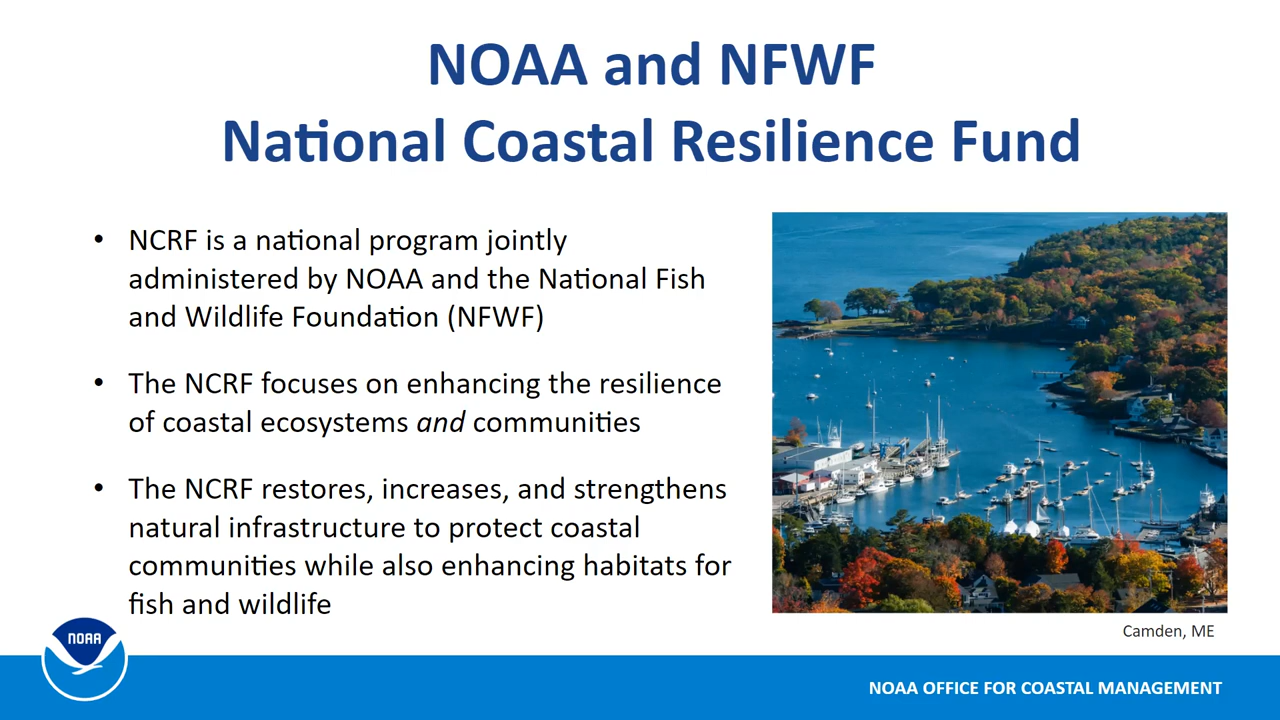 NOAA and NFWF
National Coastal Resilience Fund
• NCRF is a national program jointly
administered by NOAA and the National Fish
and Wildlife Foundation (NFWF)
• The NCRF focuses on enhancing the resilience
of coastal ecosystems and communities
• The NCRF restores, increases, and strengthens
natural infrastructure to protect coastal
communities while also enhancing habitats for
fish and wildlife
Camden, ME
NOAA
NOAA OFFICE FOR COASTAL MANAGEMENT